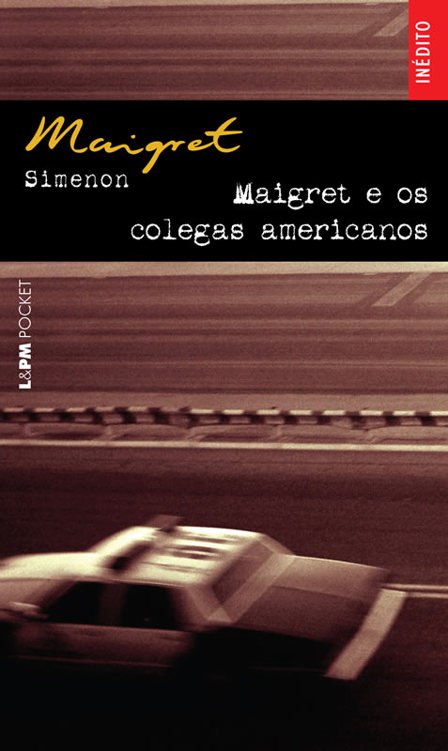 INÉDITO
Maigret
Simenon
Maigret e os
colegas americanos
L&PM POCKET